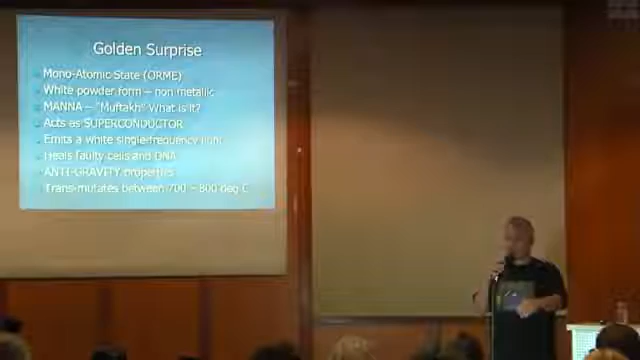 Golden Surprise
Mono-Atomic State (ORME)
White powder form – non metallic
MANNA – "Muftakh" What is it?
Acts as SUPERCONDUCTOR
Emits a white single frequency light
Heals faulty cells and DNA
ANTI-GRAVITY properties
Trans-mutates between 700 – 800 deg C